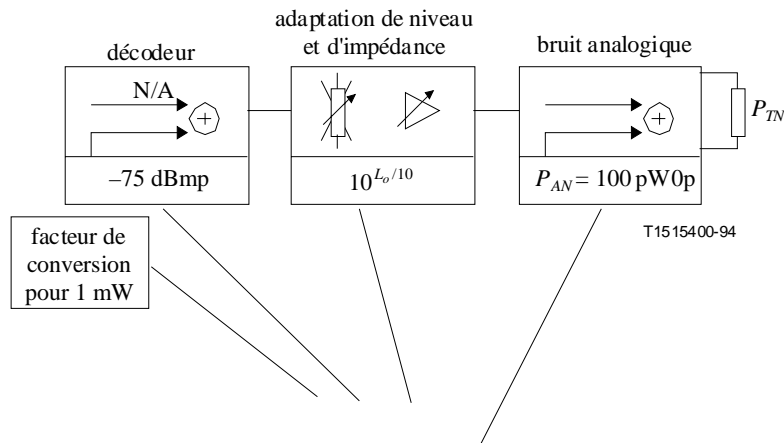 adaptation de niveau
et d'impédance
décodeur
bruit analogique
N/A
P_TN
–75 dBmp
10^{L_o/10}
P_AN = 100 pW0p
T1515400-94
facteur de
conversion
pour 1 mW